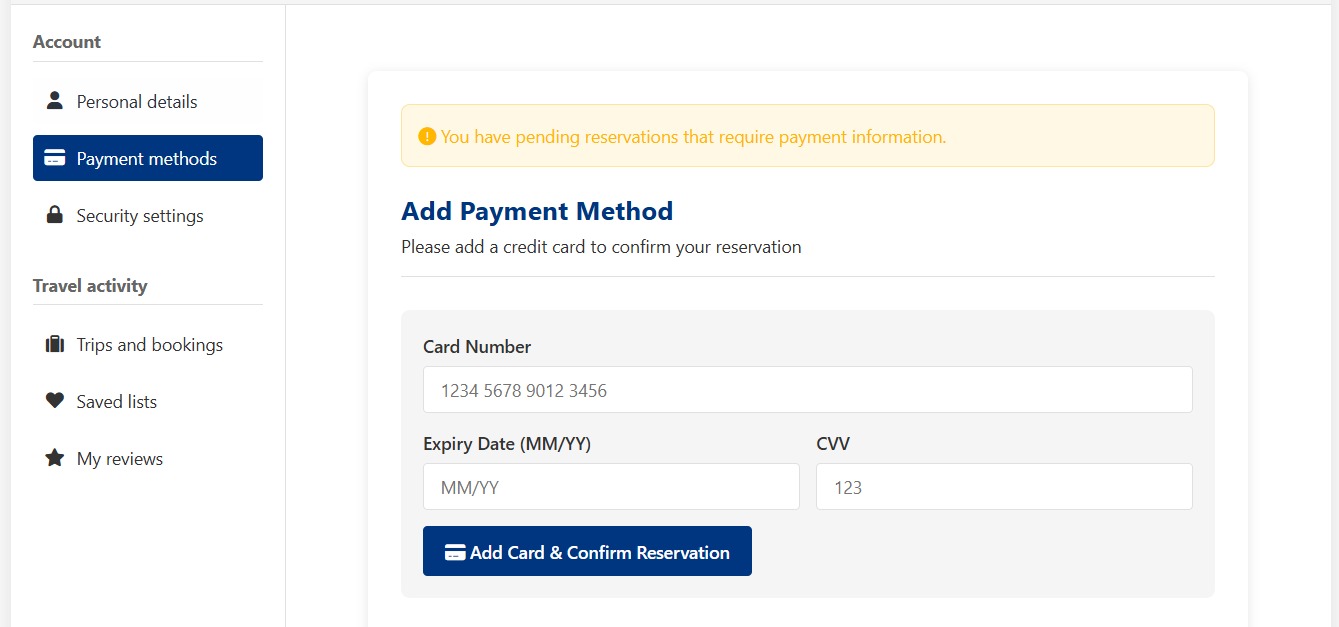 Account
Personal details
Payment methods
Security settings
Travel activity
Trips and bookings
Saved lists
My reviews
You have pending reservations that require payment information.
Add Payment Method
Please add a credit card to confirm your reservation
Card Number
1234 5678 9012 3456
Expiry Date (MM/YY)
CVV
MM/YY
123
Add Card & Confirm Reservation